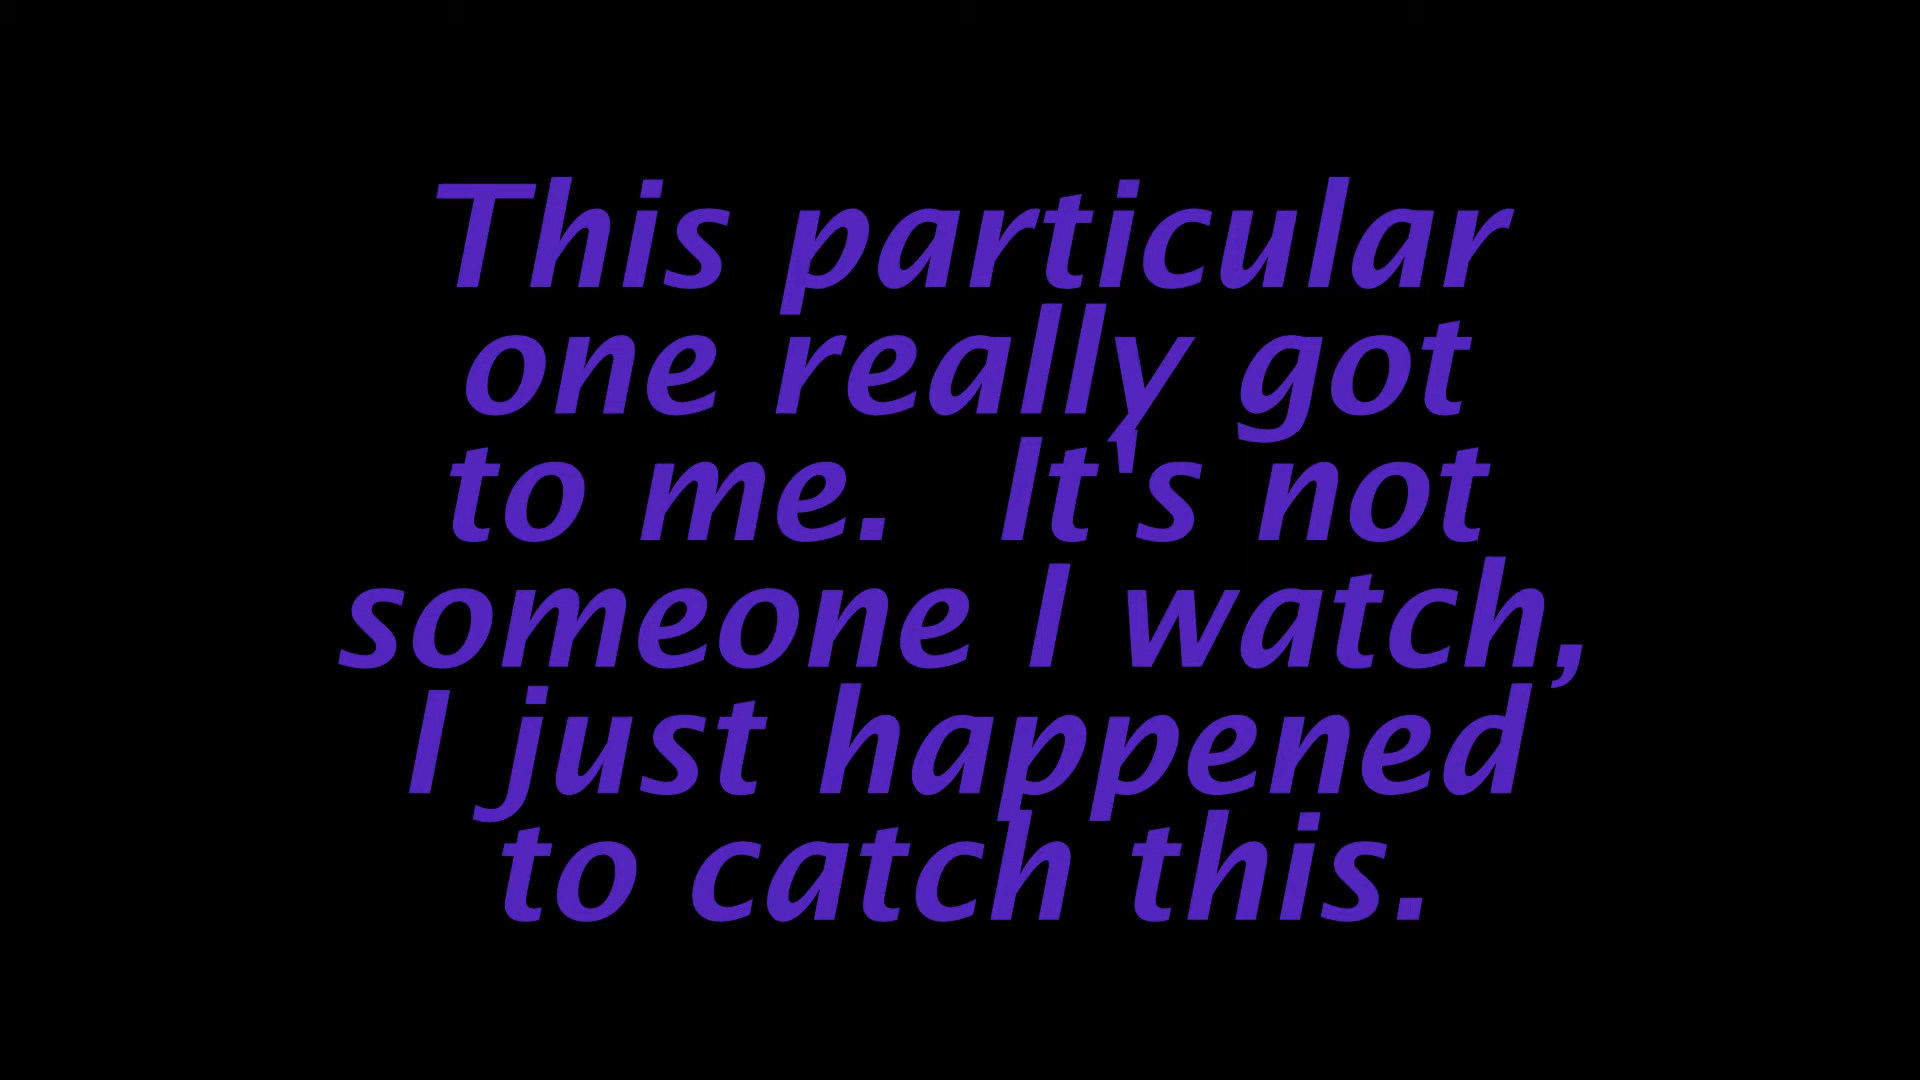 This particular
one really got
to me.  It's not
someone I watch,
I just happened
to catch this.